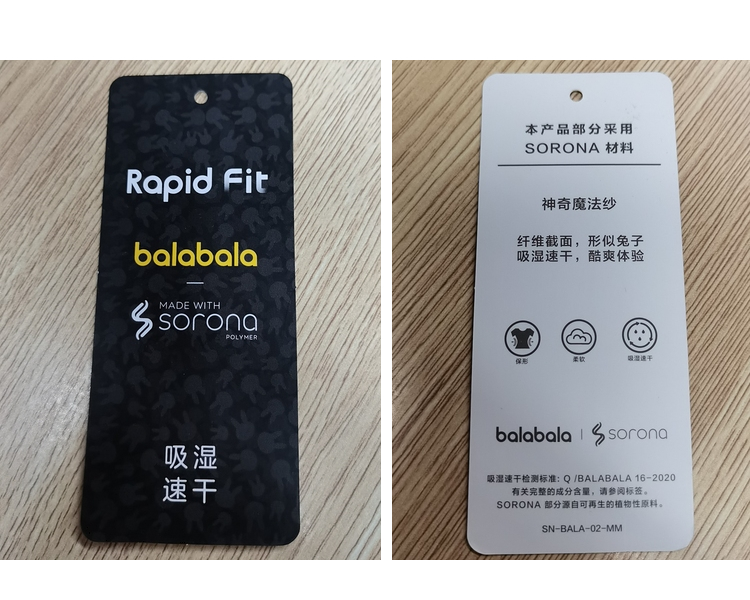 Rapid Fit
balabala
MADE WITH
sorona
POLYMER
吸湿
速干
本产品部分采用
SORONA 材料
神奇魔法纱
纤维截面，形似兔子
吸湿速干，酷爽体验
保形
柔软
吸湿速干
balabala | sorona
吸湿速干检测标准: Q /BALABALA 16-2020
有关完整的成分含量，请参阅标签。
SORONA 部分源自可再生的植物性原料。
SN-BALA-02-MM